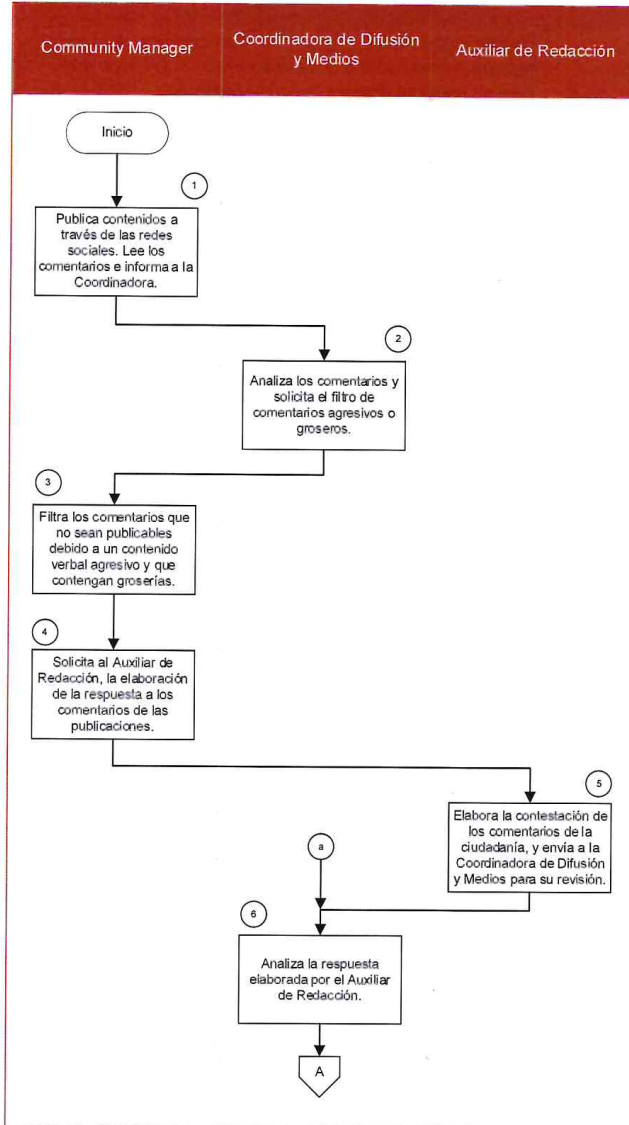 Community Manager
Coordinadora de Difusión
y Medios
Auxiliar de Redacción
Inicio
1
Publica contenidos a
través de las redes
sociales. Lee los
comentarios e informa a la
Coordinadora.
2
Analiza los comentarios y
solicita el filtro de
comentarios agresivos o
groseros.
3
Filtra los comentarios que
no sean publicables
debido a un contenido
verbal agresivo y que
contengan groserías.
4
Solicita al Auxiliar de
Redacción, la elaboración
de la respuesta a los
comentarios de las
publicaciones.
5
Elabora la contestación de
los comentarios de la
ciudadanía, y envía a la
Coordinadora de Difusión
y Medios para su revisión.
a
6
Analiza la respuesta
elaborada por el Auxiliar
de Redacción.
A